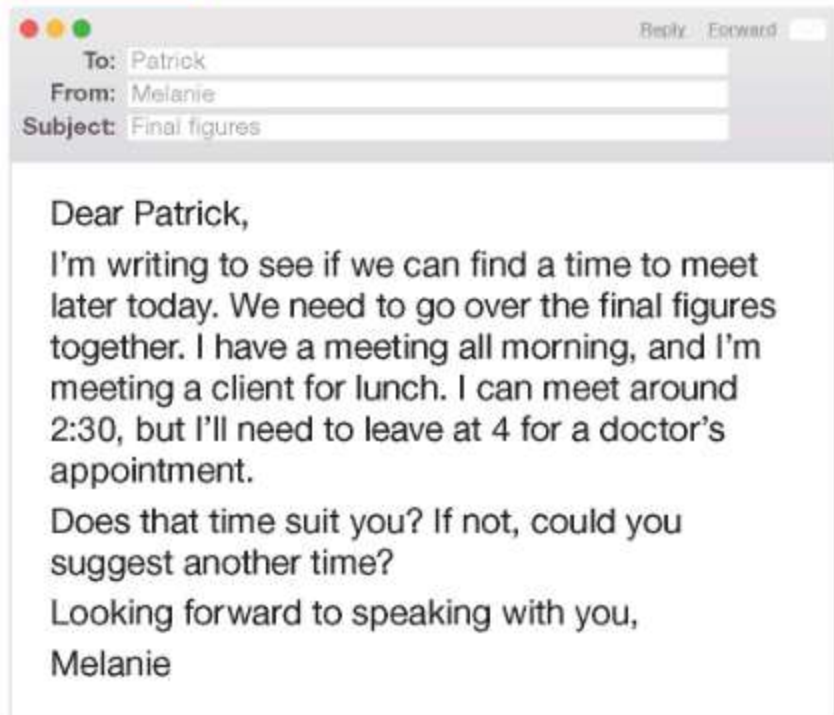 Reply Forward
To: Patrick
From: Melanie
Subject: Final figures
Dear Patrick,
I'm writing to see if we can find a time to meet
later today. We need to go over the final figures
together. I have a meeting all morning, and I'm
meeting a client for lunch. I can meet around
2:30, but I'll need to leave at 4 for a doctor's
appointment.
Does that time suit you? If not, could you
suggest another time?
Looking forward to speaking with you,
Melanie